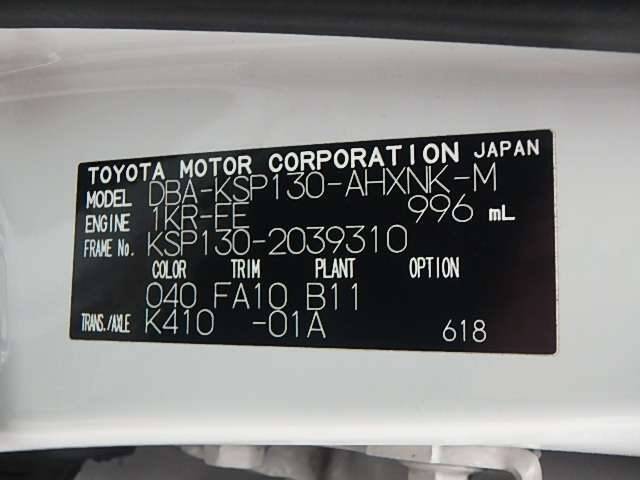 TOYOTA MOTOR CORPORATION JAPAN
MODEL DBA-KSP130-AHXNK-M
ENGINE 1KR-EE 996 mL
FRAME No. KSP130-2039310
COLOR TRIM PLANT OPTION
040 FA10 B11
TRANS./AXLE K410 -01A 618